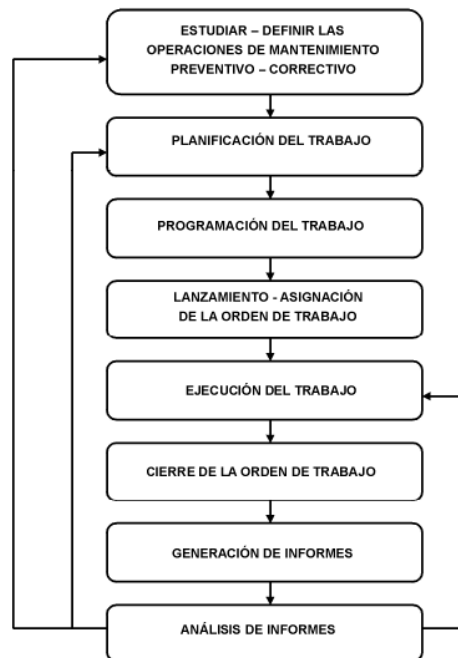 ESTUDIAR – DEFINIR LAS
OPERACIONES DE MANTENIMIENTO
PREVENTIVO – CORRECTIVO
PLANIFICACIÓN DEL TRABAJO
PROGRAMACIÓN DEL TRABAJO
LANZAMIENTO - ASIGNACIÓN
DE LA ORDEN DE TRABAJO
EJECUCIÓN DEL TRABAJO
CIERRE DE LA ORDEN DE TRABAJO
GENERACIÓN DE INFORMES
ANÁLISIS DE INFORMES